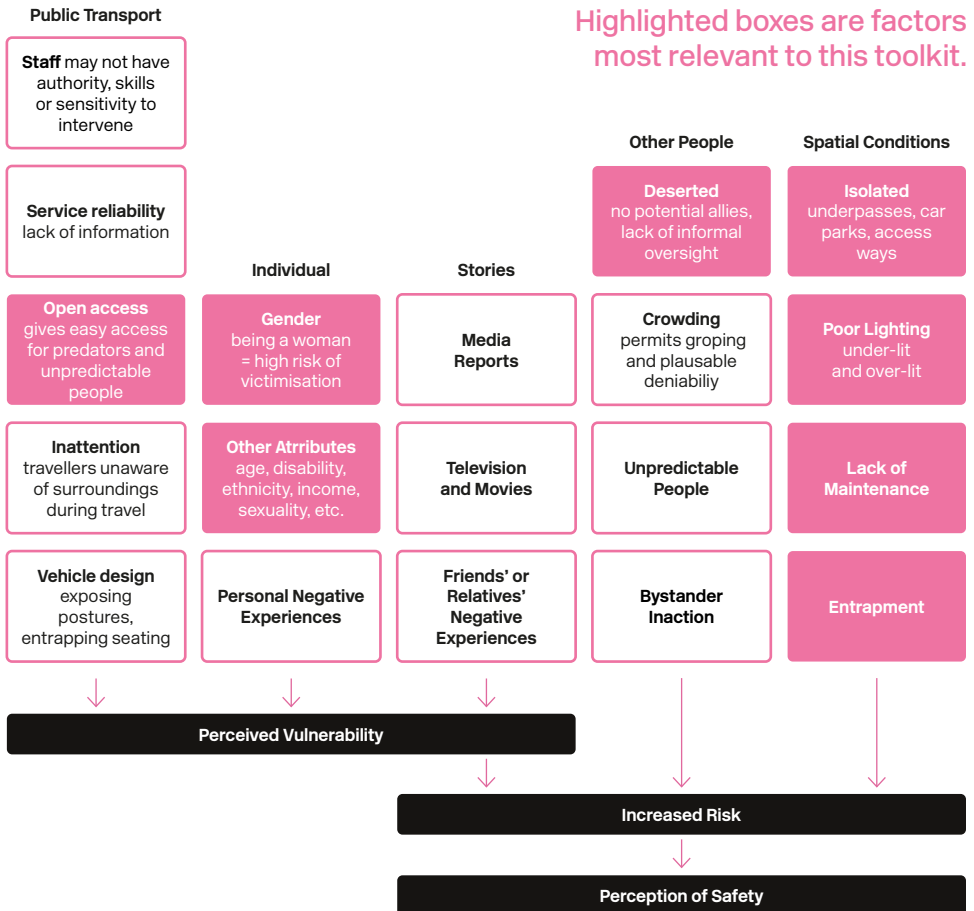 Public Transport
Highlighted boxes are factors
most relevant to this toolkit.
Staff may not have
authority, skills
or sensitivity to
intervene
Service reliability
lack of information
Open access
gives easy access
for predators and
unpredictable
people
Inattention
travellers unaware
of surroundings
during travel
Vehicle design
exposing
postures,
entrapping seating
Individual
Gender
being a woman
= high risk of
victimisation
Other Atrributes
age, disability,
ethnicity, income,
sexuality, etc.
Personal Negative
Experiences
Stories
Media
Reports
Television
and Movies
Friends' or
Relatives'
Negative
Experiences
Other People
Deserted
no potential allies,
lack of informal
oversight
Crowding
permits groping
and plausable
deniabiliy
Unpredictable
People
Bystander
Inaction
Spatial Conditions
Isolated
underpasses, car
parks, access
ways
Poor Lighting
under-lit
and over-lit
Lack of
Maintenance
Entrapment
Perceived Vulnerability
Increased Risk
Perception of Safety